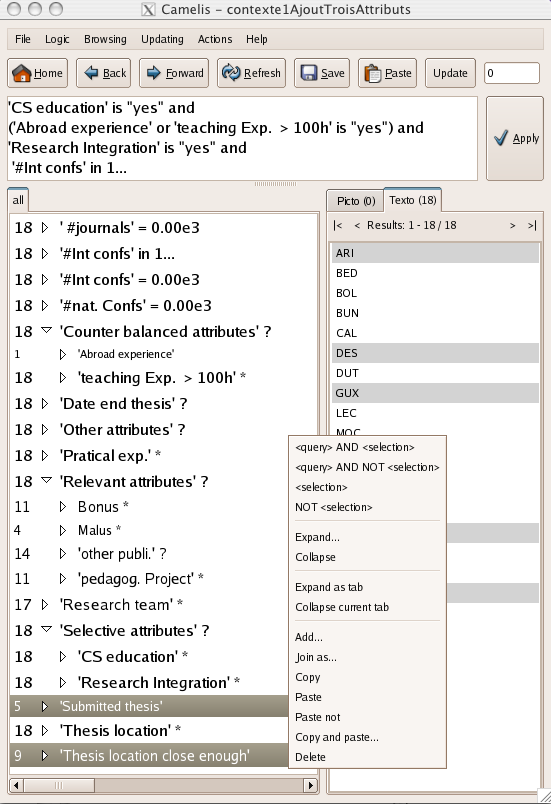 Camelis - contexte1AjoutTroisAttributs
File Logic Browsing Updating Actions Help
Home Back Forward Refresh Save Paste Update 0
'CS education' is "yes" and
('Abroad experience' or 'teaching Exp. > 100h' is "yes") and
'Research Integration' is "yes" and
'#Int confs' in 1...
Apply
all
18 ' #journals' = 0.00e3
18 '#Int confs' in 1...
18 '#Int confs' = 0.00e3
18 '#nat. Confs' = 0.00e3
18 'Counter balanced attributes' ?
1 'Abroad experience'
18 'teaching Exp. > 100h' *
18 'Date end thesis' ?
18 'Other attributes' ?
18 'Pratical exp.' *
18 'Relevant attributes' ?
11 Bonus *
4 Malus *
14 'other publi.' ?
11 'pedagog. Project' *
17 'Research team' *
18 'Selective attributes' ?
18 'CS education' *
18 'Research Integration' *
5 'Submitted thesis'
18 'Thesis location' *
9 'Thesis location close enough'
Picto (0) Texto (18)
|< < Results: 1 - 18 / 18 > >|
ARI
BED
BOL
BUN
CAL
DES
DUT
GUX
LEC
MOC
<query> AND <selection>
<query> AND NOT <selection>
<selection>
NOT <selection>
Expand...
Collapse
Expand as tab
Collapse current tab
Add...
Join as...
Copy
Paste
Paste not
Copy and paste...
Delete